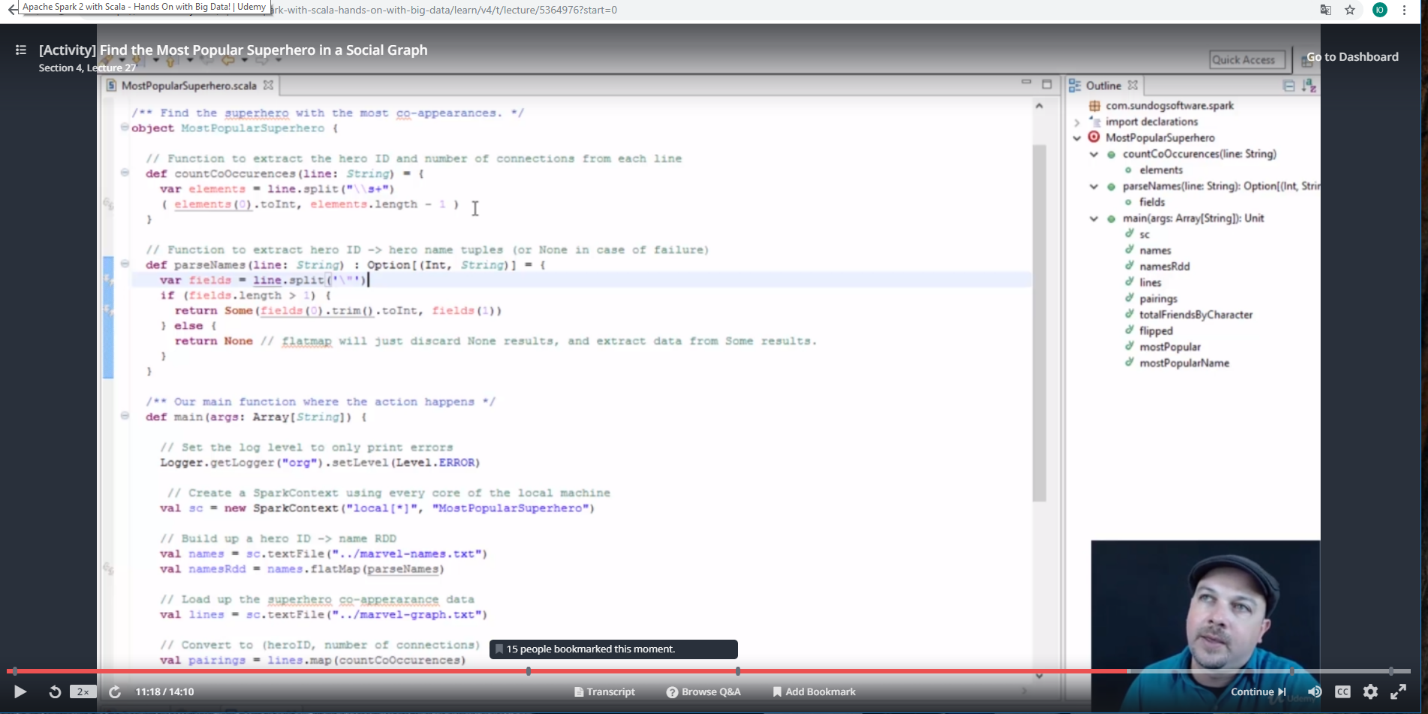 Apache Spark 2 with Scala - Hands On with Big Data! | Udemy
rk-with-scala-hands-on-with-big-data/learn/v4/t/lecture/5364976?start=0
[Activity] Find the Most Popular Superhero in a Social Graph
Section 4, Lecture 27
Quick Access
Go to Dashboard
MostPopularSuperhero.scala
/** Find the superhero with the most co-appearances. */
object MostPopularSuperhero {
// Function to extract the hero ID and number of connections from each line
def countCoOccurences(line: String) = {
var elements = line.split("\\s+")
( elements(0).toInt, elements.length - 1 )
}
// Function to extract hero ID -> hero name tuples (or None in case of failure)
def parseNames(line: String) : Option[(Int, String)] = {
var fields = line.split('\"')
if (fields.length > 1) {
return Some(fields(0).trim().toInt, fields(1))
} else {
return None // flatmap will just discard None results, and extract data from Some results.
}
}
/** Our main function where the action happens */
def main(args: Array[String]) {
// Set the log level to only print errors
Logger.getLogger("org").setLevel(Level.ERROR)
// Create a SparkContext using every core of the local machine
val sc = new SparkContext("local[*]", "MostPopularSuperhero")
// Build up a hero ID -> name RDD
val names = sc.textFile("../marvel-names.txt")
val namesRdd = names.flatMap(parseNames)
// Load up the superhero co-apperarance data
val lines = sc.textFile("../marvel-graph.txt")
// Convert to (heroID, number of connections)
val pairings = lines.map(countCoOccurences)
Outline
com.sundogsoftware.spark
import declarations
MostPopularSuperhero
countCoOccurences(line: String)
elements
parseNames(line: String): Option[(Int, Strin
fields
main(args: Array[String]): Unit
sc
names
namesRdd
lines
pairings
totalFriendsByCharacter
flipped
mostPopular
mostPopularName
15 people bookmarked this moment.
2x
11:18 / 14:10
Transcript
Browse Q&A
Add Bookmark
Continue
CC